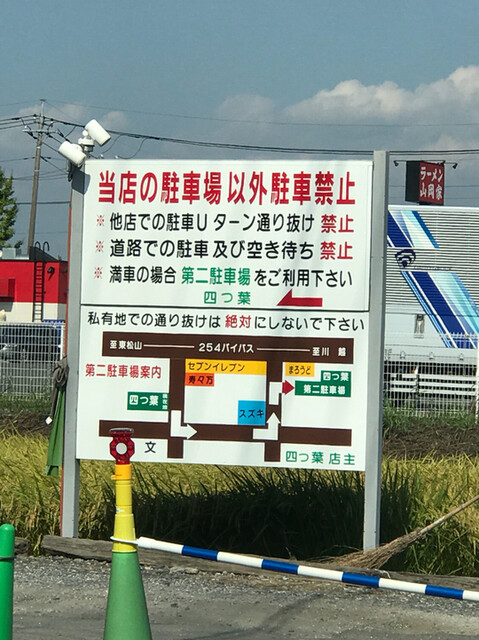 当店の駐車場以外駐車禁止
※他店での駐車Uターン通り抜け 禁止
※道路での駐車及び空き待ち 禁止
※満車の場合 第二駐車場をご利用下さい
四つ葉
私有地での通り抜けは 絶対にしないで下さい
至東松山 254バイパス 至川越
第二駐車場案内
セブンイレブン
寿々万
まろうど
四つ葉
第二駐車場
四つ葉
スズキ
文
四つ葉 店主
ラーメン
山岡家